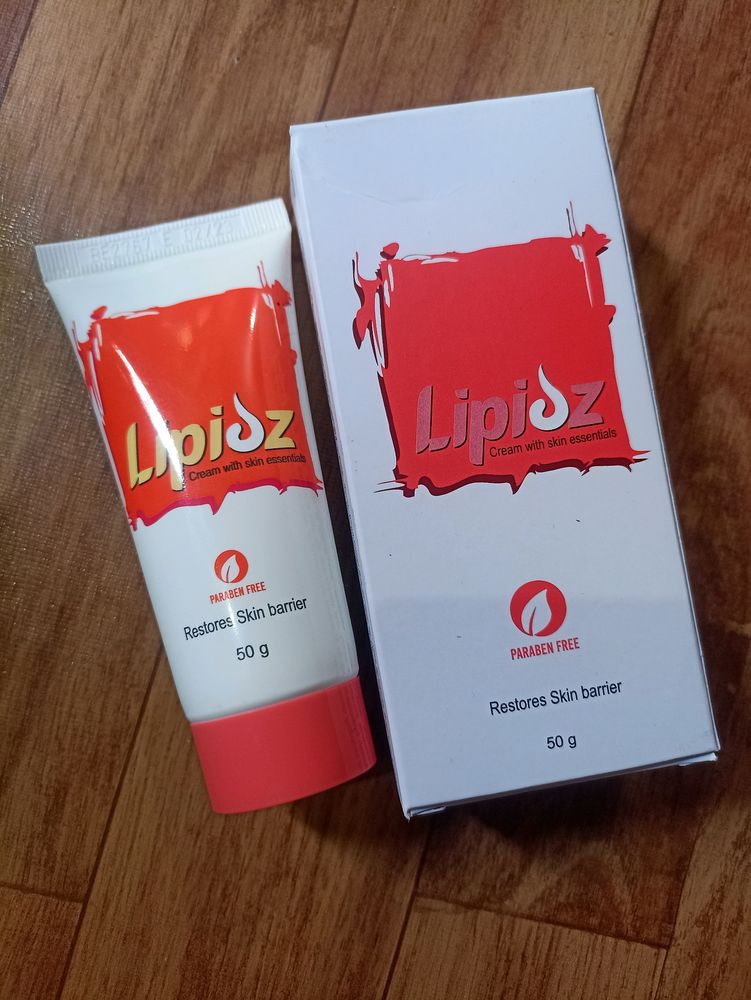 Lipidz
Cream with skin essentials
PARABEN FREE
Restores Skin barrier
50 g
Lipidz
Cream with skin essentials
PARABEN FREE
Restores Skin barrier
50 g